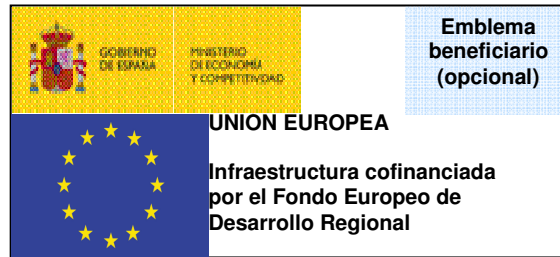 GOBIERNO
DE ESPAÑA
MINISTERIO
DE ECONOMÍA
Y COMPETITIVIDAD
Emblema
beneficiario
(opcional)
UNION EUROPEA
Infraestructura cofinanciada
por el Fondo Europeo de
Desarrollo Regional